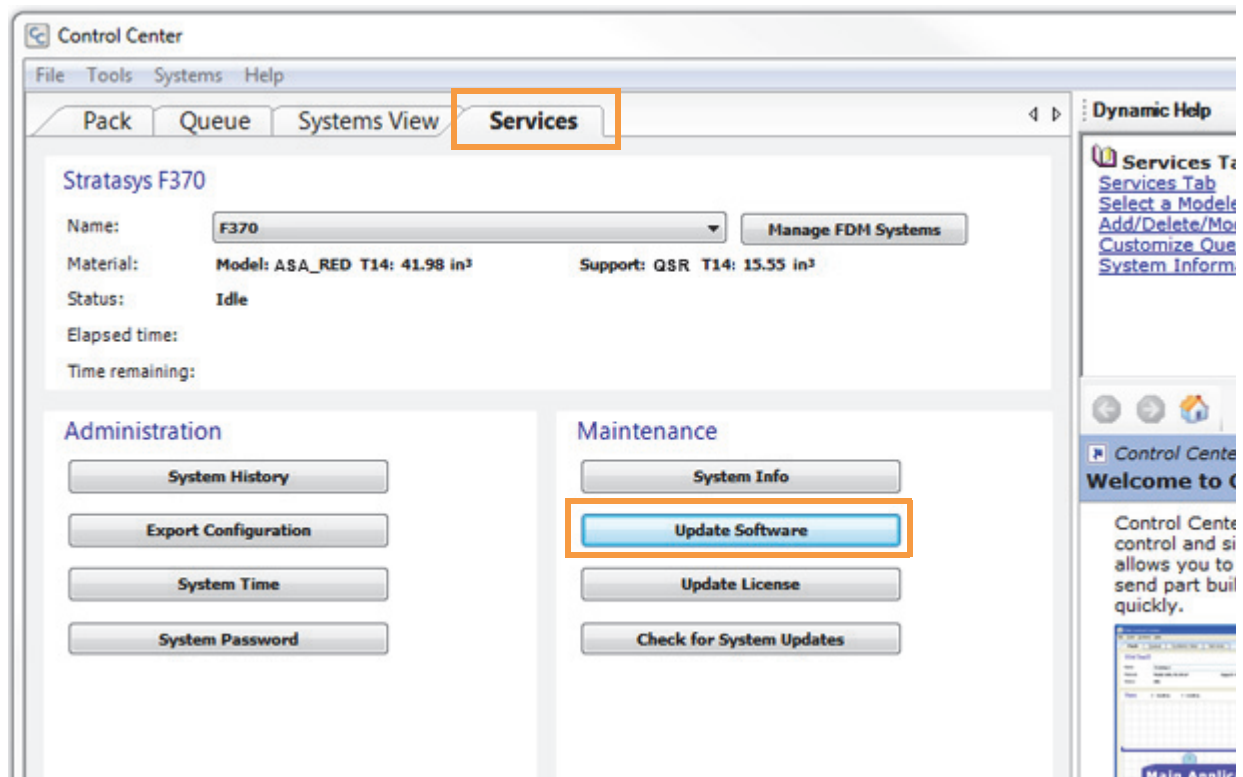 Control Center
File Tools Systems Help
Pack Queue Systems View Services
Stratasys F370
Name: F370 Manage FDM Systems
Material: Model: ASA_RED T14: 41.98 in³ Support: QSR T14: 15.55 in³
Status: Idle
Elapsed time:
Time remaining:
Administration
System History
Export Configuration
System Time
System Password
Maintenance
System Info
Update Software
Update License
Check for System Updates
Dynamic Help
Services
Services Tab
Select a
System
Control
Welcome to
Control
control and
allows you to
send part
quickly.